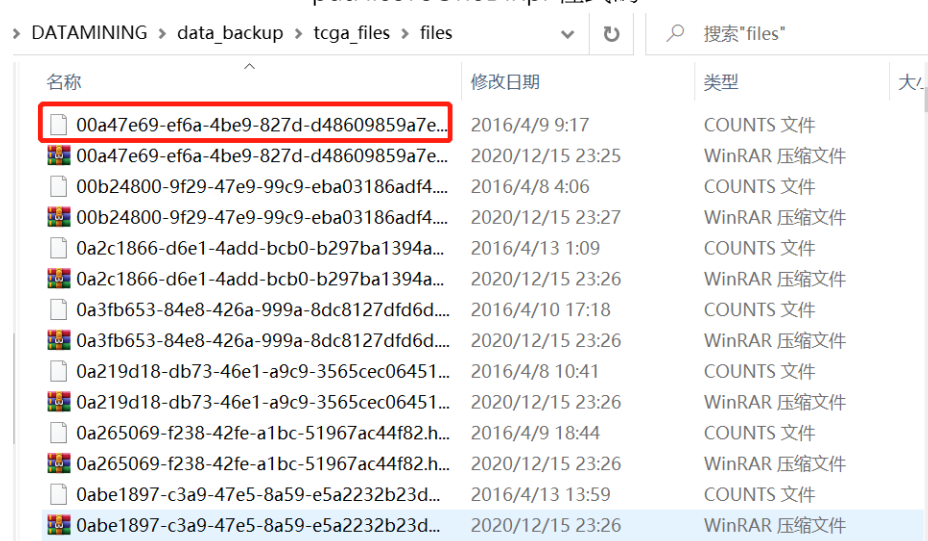 DATAMINING > data_backup > tcga_files > files 搜索"files"
名称 修改日期 类型
00a47e69-ef6a-4be9-827d-d48609859a7e... 2016/4/9 9:17 COUNTS 文件
00a47e69-ef6a-4be9-827d-d48609859a7e... 2020/12/15 23:25 WinRAR 压缩文件
00b24800-9f29-47e9-99c9-eba03186adf4.... 2016/4/8 4:06 COUNTS 文件
00b24800-9f29-47e9-99c9-eba03186adf4.... 2020/12/15 23:27 WinRAR 压缩文件
0a2c1866-d6e1-4add-bcb0-b297ba1394a... 2016/4/13 1:09 COUNTS 文件
0a2c1866-d6e1-4add-bcb0-b297ba1394a... 2020/12/15 23:26 WinRAR 压缩文件
0a3fb653-84e8-426a-999a-8dc8127dfd6d.... 2016/4/10 17:18 COUNTS 文件
0a3fb653-84e8-426a-999a-8dc8127dfd6d.... 2020/12/15 23:26 WinRAR 压缩文件
0a219d18-db73-46e1-a9c9-3565cec06451... 2016/4/8 10:41 COUNTS 文件
0a219d18-db73-46e1-a9c9-3565cec06451... 2020/12/15 23:26 WinRAR 压缩文件
0a265069-f238-42fe-a1bc-51967ac44f82.h... 2016/4/9 18:44 COUNTS 文件
0a265069-f238-42fe-a1bc-51967ac44f82.h... 2020/12/15 23:26 WinRAR 压缩文件
0abe1897-c3a9-47e5-8a59-e5a2232b23d... 2016/4/13 13:59 COUNTS 文件
0abe1897-c3a9-47e5-8a59-e5a2232b23d... 2020/12/15 23:26 WinRAR 压缩文件